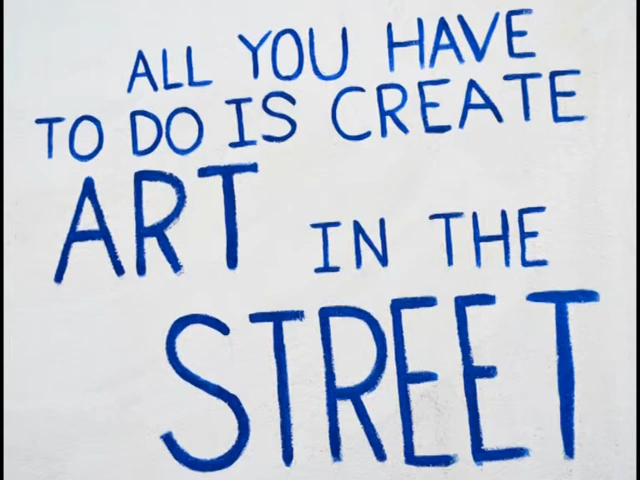 ALL YOU HAVE
TO DO IS CREATE
ART IN THE
STREET